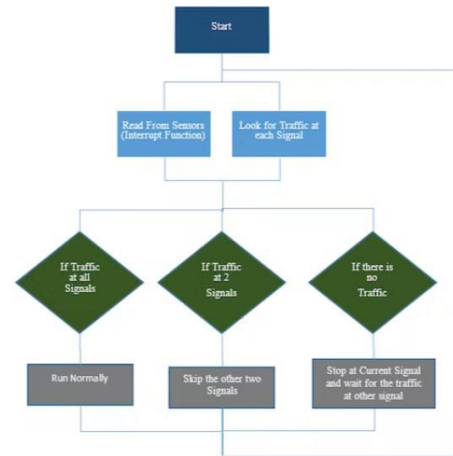 Start
Read From Sensors
(Interrupt Function)
Look for Traffic at
each Signal
If Traffic
at all
Signals
If Traffic
at 2
Signals
If there is
no
Traffic
Run Normally
Skip the other two
Signals
Stop at Current Signal
and wait for the traffic
at other signal